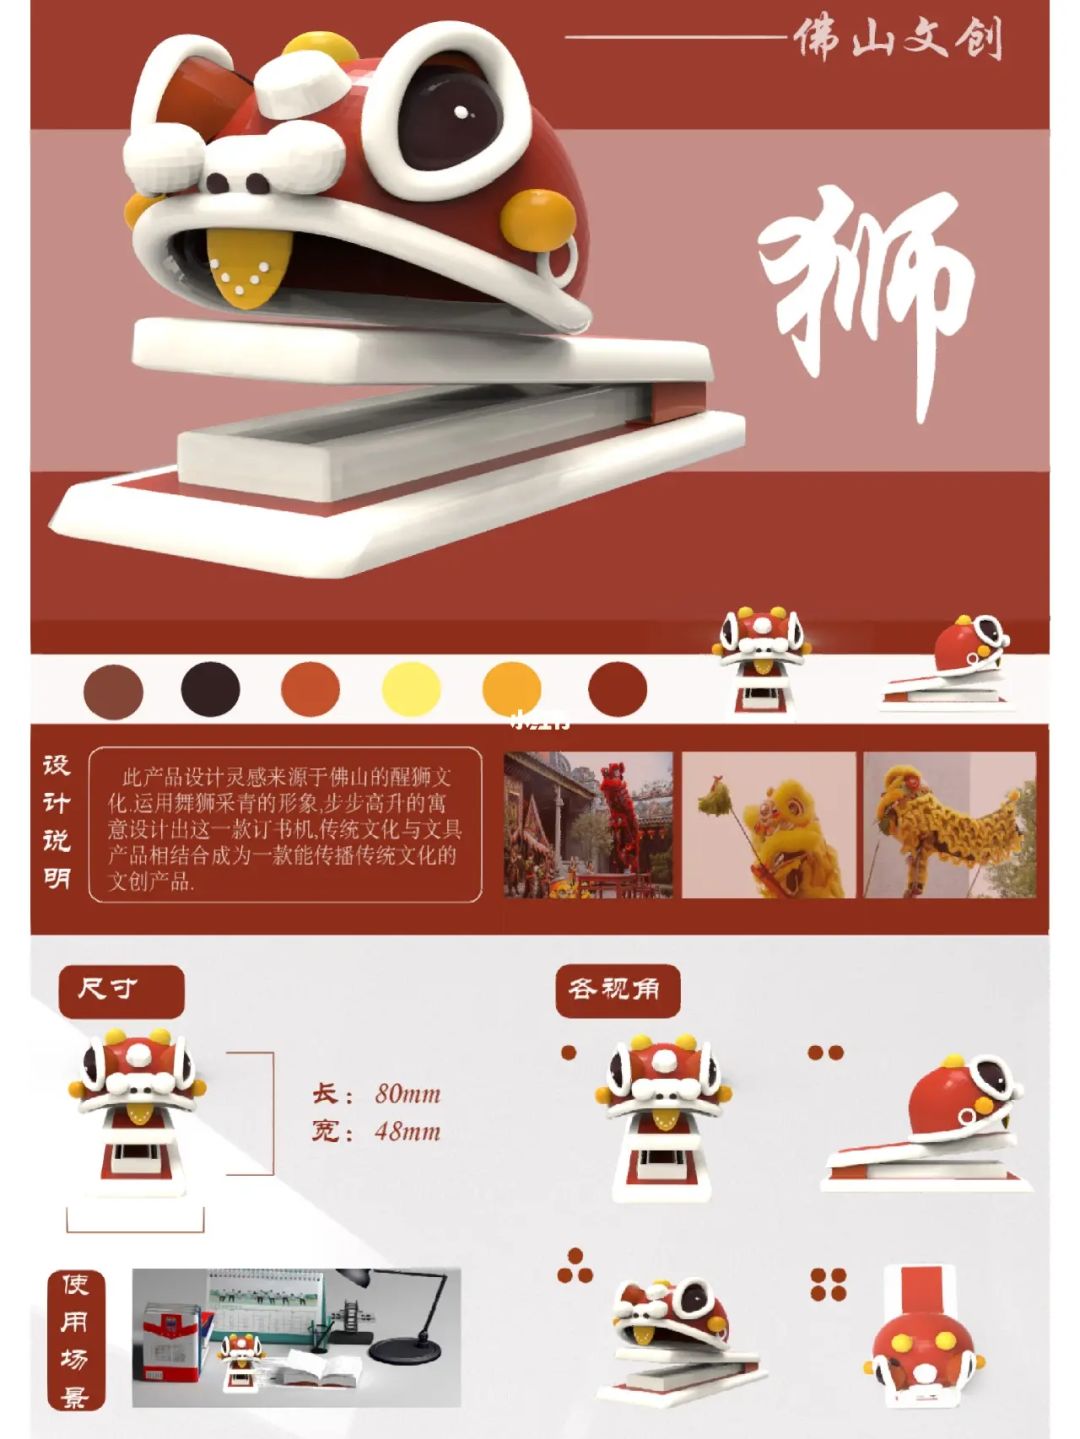 佛山文创
狮
小红书
设计说明
此产品设计灵感来源于佛山的醒狮文
化.运用舞狮采青的形象,步步高升的寓
意设计出这一款订书机,传统文化与文具
产品相结合成为一款能传播传统文化的
文创产品.
尺寸
各视角
长：80mm
宽：48mm
使用场景